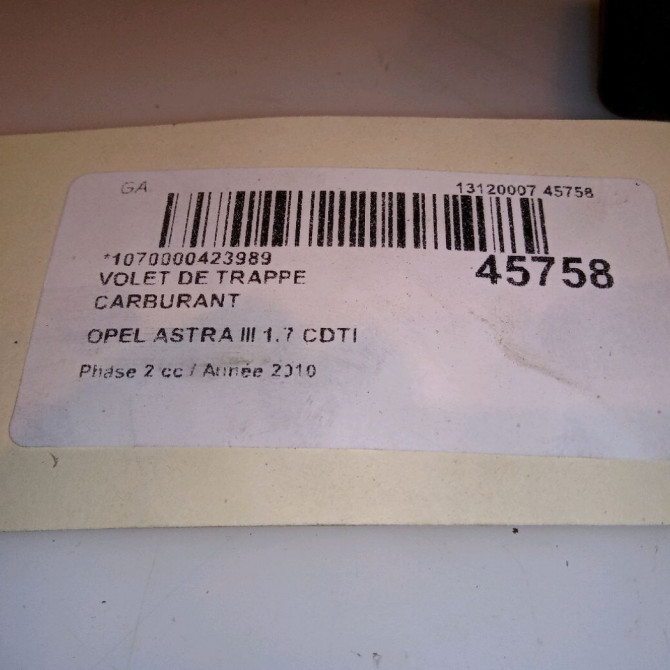 GA. 13120007 45758
*1070000423989
45758
VOLET DE TRAPPE
CARBURANT
OPEL ASTRA III 1.7 CDTI
Phase 2 cc / Année 2010